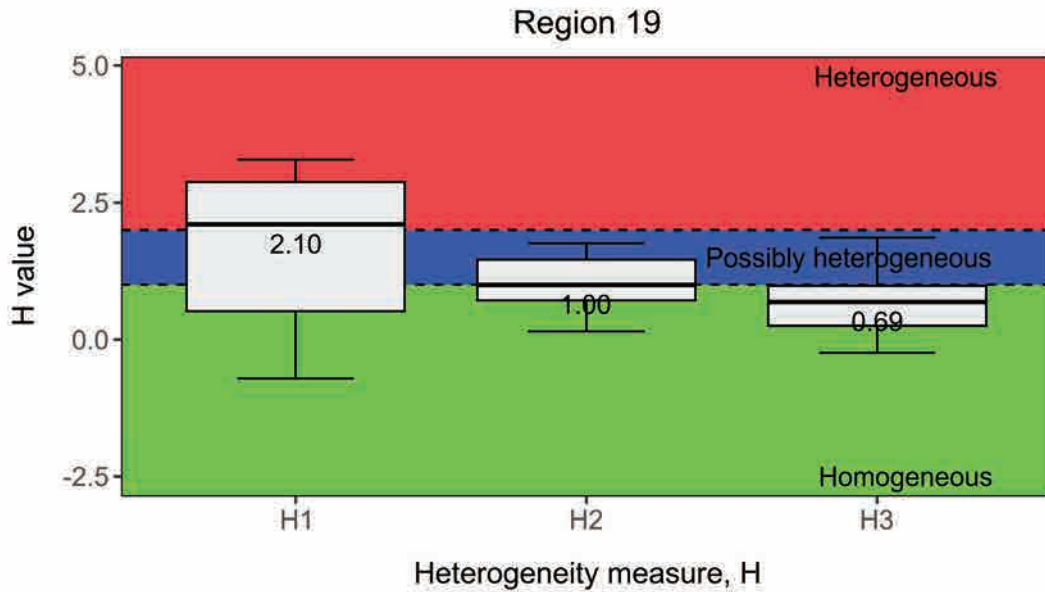 Region 19
5.0
Heterogeneous
2.5
2.10
Possibly heterogeneous
1.00
0.69
0.0
-2.5
Homogeneous
H value
H1 H2 H3
Heterogeneity measure, H